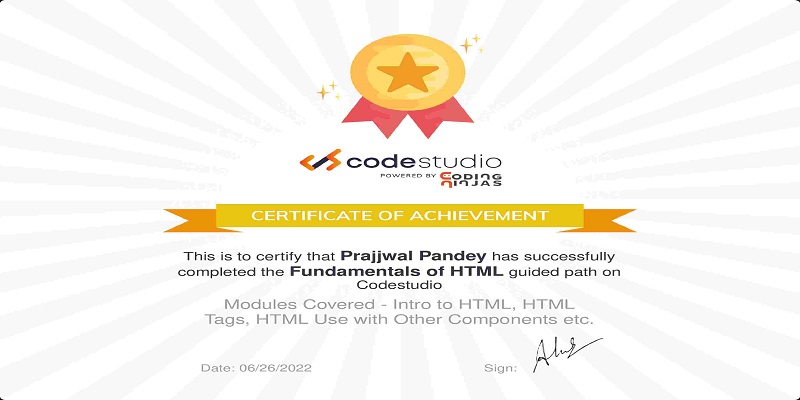 codestudio
POWERED BY CODING NINJAS
CERTIFICATE OF ACHIEVEMENT
This is to certify that Prajjwal Pandey has successfully
completed the Fundamentals of HTML guided path on
Codestudio
Modules Covered - Intro to HTML, HTML
Tags, HTML Use with Other Components etc.
Date: 06/26/2022 Sign: